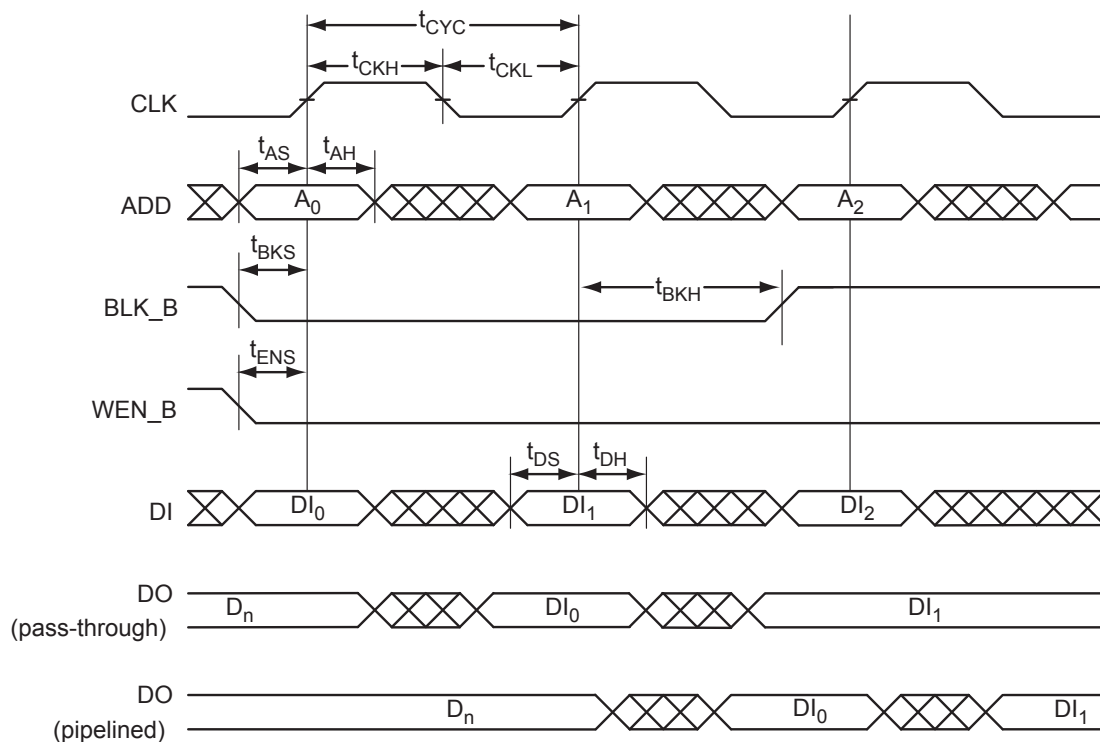 tCYC
tCKH tCKL
CLK
tAS tAH
ADD A0 A1 A2
tBKS
BLK_B tBKH
tENS
WEN_B
tDS tDH
DI DI0 DI1 DI2
DO
(pass-through) Dn DI0 DI1
DO
(pipelined) Dn DI0 DI1